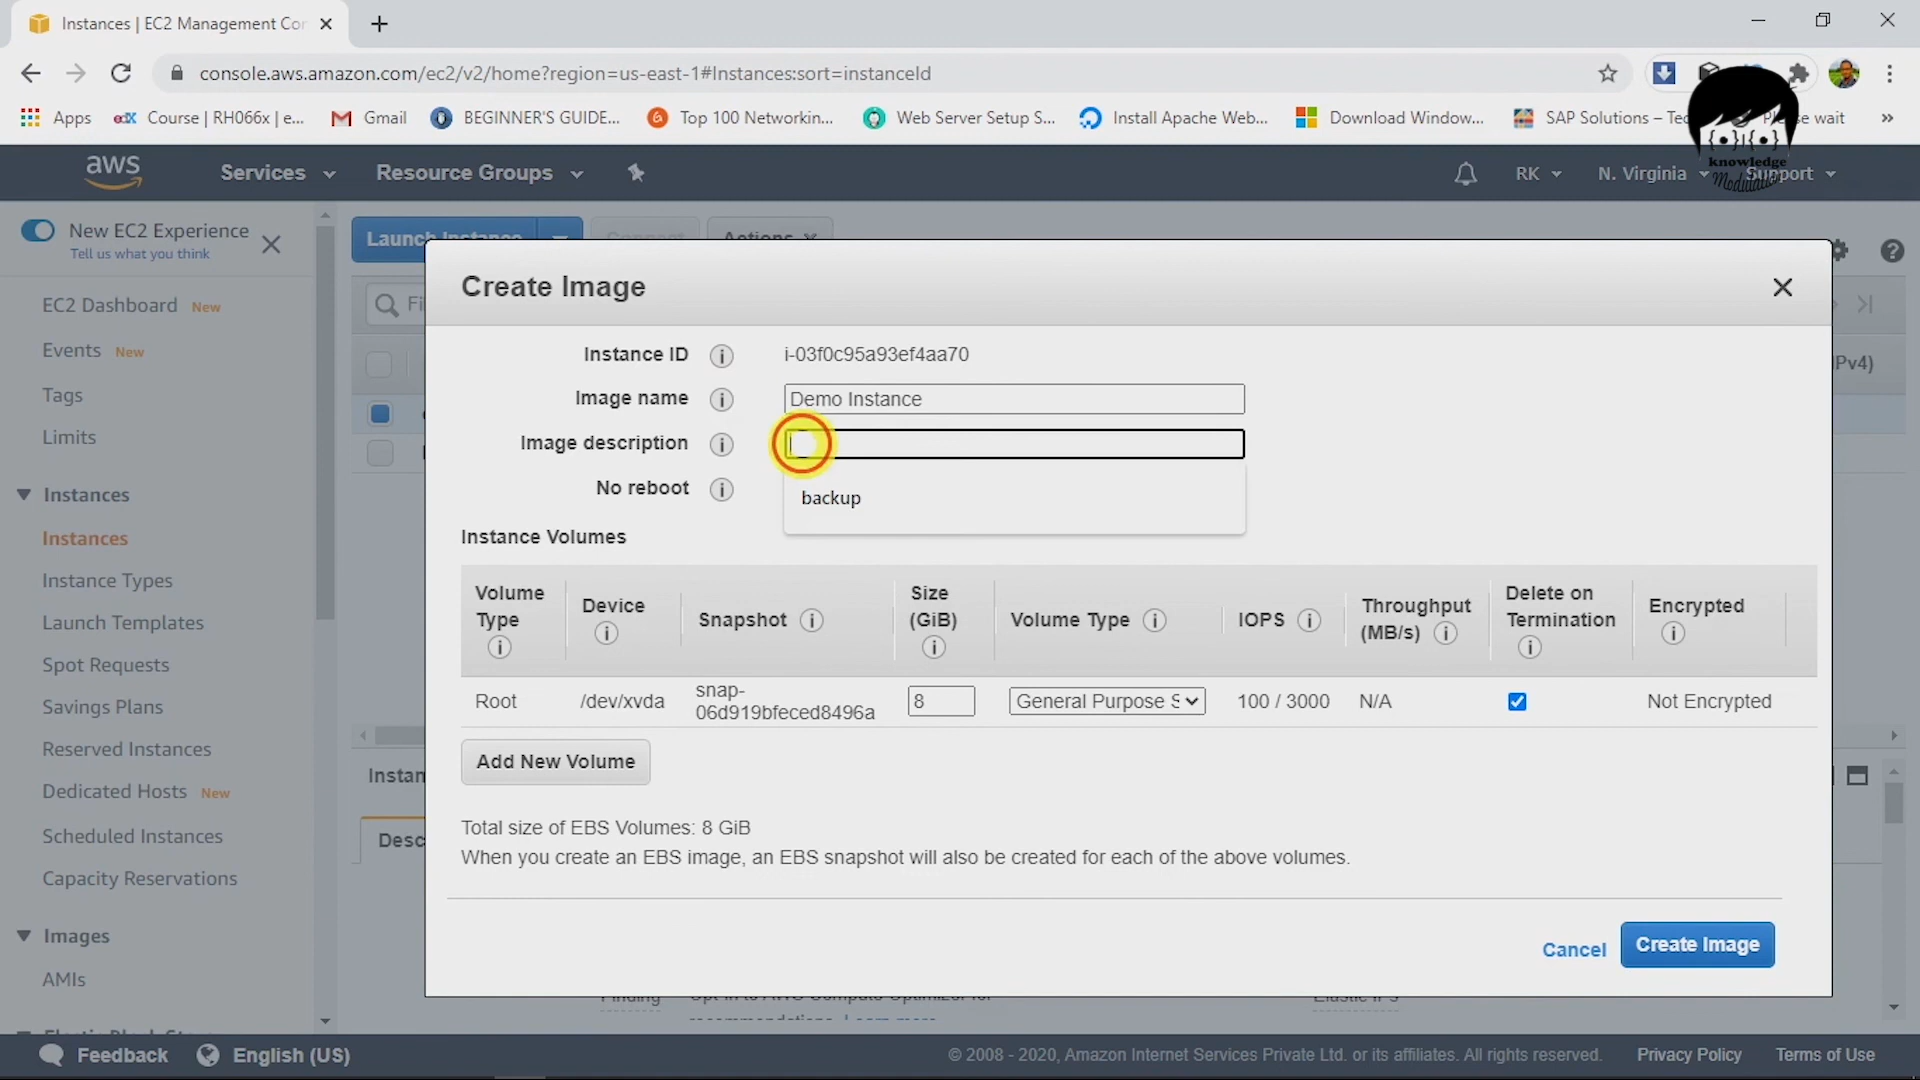 Instances | EC2 Management Cor
console.aws.amazon.com/ec2/v2/home?region=us-east-1#Instances:sort=instanceId
Apps
edX Course | RH066x | e...
Gmail
BEGINNER'S GUIDE...
Top 100 Networkin...
Web Server Setup S...
Install Apache Web...
Download Window...
SAP Solutions – Tec
wait
»
knowledge
Modulation
aws
Services
Resource Groups
RK
N. Virginia
Support
New EC2 Experience
Tell us what you think
EC2 Dashboard New
Events New
Tags
Limits
Instances
Instances
Instance Types
Launch Templates
Spot Requests
Savings Plans
Reserved Instances
Dedicated Hosts New
Scheduled Instances
Capacity Reservations
Images
AMIs
Launch Instance
Connect
Actions
Create Image
Instance ID
i-03f0c95a93ef4aa70
Image name
Demo Instance
Image description
No reboot
backup
Instance Volumes
Volume Type
Device
Snapshot
Size (GiB)
Volume Type
IOPS
Throughput (MB/s)
Delete on Termination
Encrypted
Root
/dev/xvda
snap-
06d919bfeced8496a
8
General Purpose S
100 / 3000
N/A
Not Encrypted
Add New Volume
Total size of EBS Volumes: 8 GiB
When you create an EBS image, an EBS snapshot will also be created for each of the above volumes.
Cancel
Create Image
Feedback
English (US)
© 2008 - 2020, Amazon Internet Services Private Ltd. or its affiliates. All rights reserved.
Privacy Policy
Terms of Use